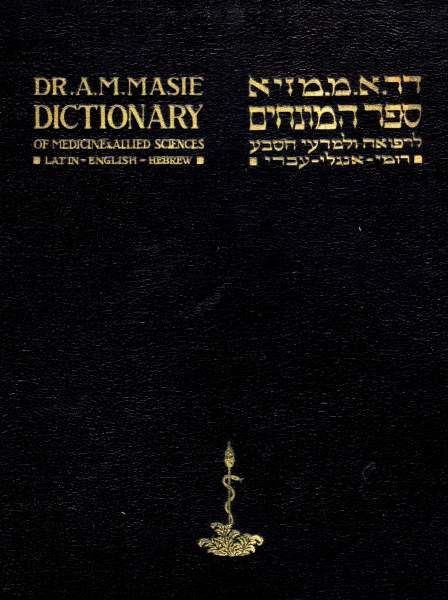 DR.A.M.MASIE
DICTIONARY
OF MEDICINE & ALLIED SCIENCES
▪ LATIN - ENGLISH - HEBREW ▪
דר.א.מ.מזיא
ספר המונחים
לרפואה ולמדעי הטבע
▪ רומי-אנגלי-עברי ▪